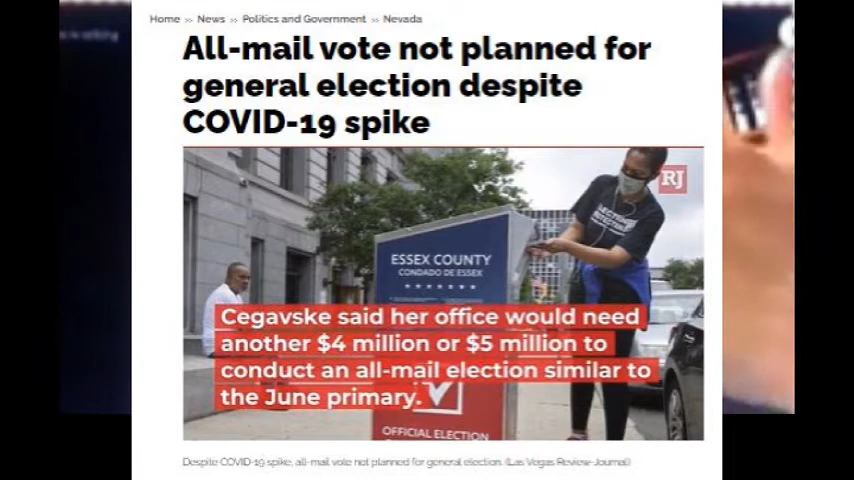 Home >> News >> Politics and Government >> Nevada
All-mail vote not planned for
general election despite
COVID-19 spike
RJ
ESSEX COUNTY
CONDADO DE ESSEX
Cegavske said her office would need
another $4 million or $5 million to
conduct an all-mail election similar to
the June primary.
OFFICIAL ELECTION
Despite COVID-19 spike, all-mail vote not planned for general election. (Las Vegas Review-Journal)